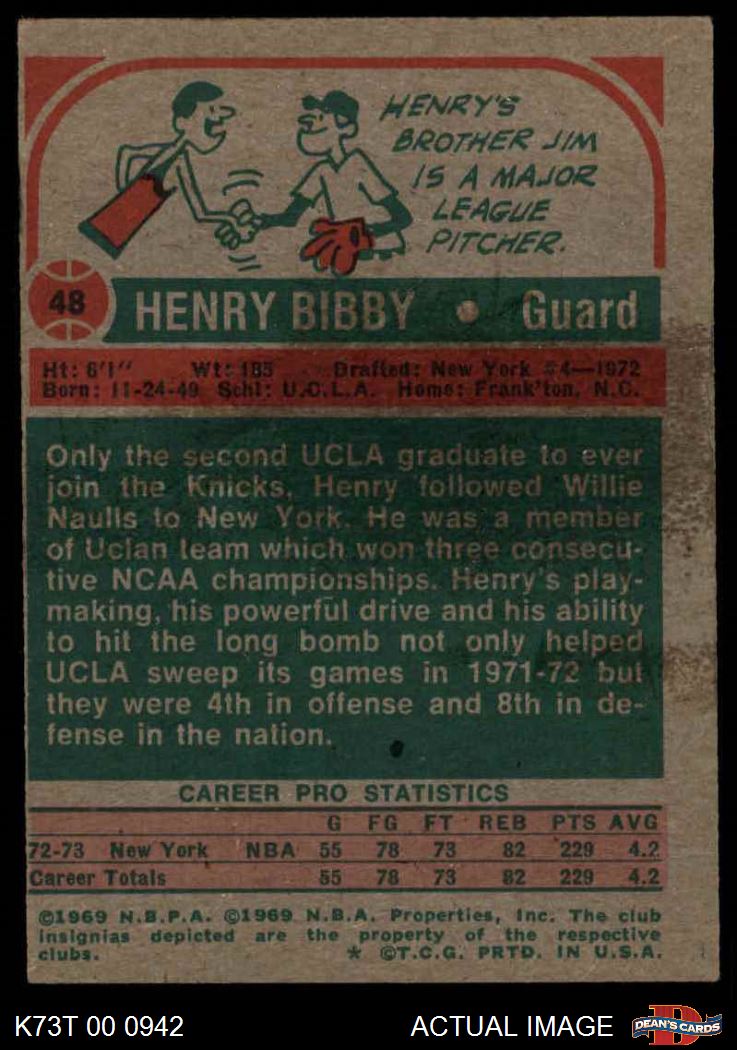 HENRY'S
BROTHER JIM
IS A MAJOR
LEAGUE
PITCHER.
48 HENRY BIBBY • Guard
Ht: 6'1" Wt: 185 Drafted: New York #4—1972
Born: 11-24-49 Schl: U.C.L.A. Home: Frank'ton, N.C.
Only the second UCLA graduate to ever
join the Knicks, Henry followed Willie
Naulls to New York. He was a member
of Uclan team which won three consecu-
tive NCAA championships. Henry's play-
making, his powerful drive and his ability
to hit the long bomb not only helped
UCLA sweep its games in 1971-72 but
they were 4th in offense and 8th in de-
fense in the nation.
CAREER PRO STATISTICS
G FG FT REB PTS AVG
72-73 New York NBA 55 78 73 82 229 4.2
Career Totals 55 78 73 82 229 4.2
©1969 N.B.P.A. ©1969 N.B.A. Properties, Inc. The club
insignias depicted are the property of the respective
clubs. * ©T.C.G. PRTD. IN U.S.A.
K73T 00 0942 ACTUAL IMAGE DEAN'S CARDS